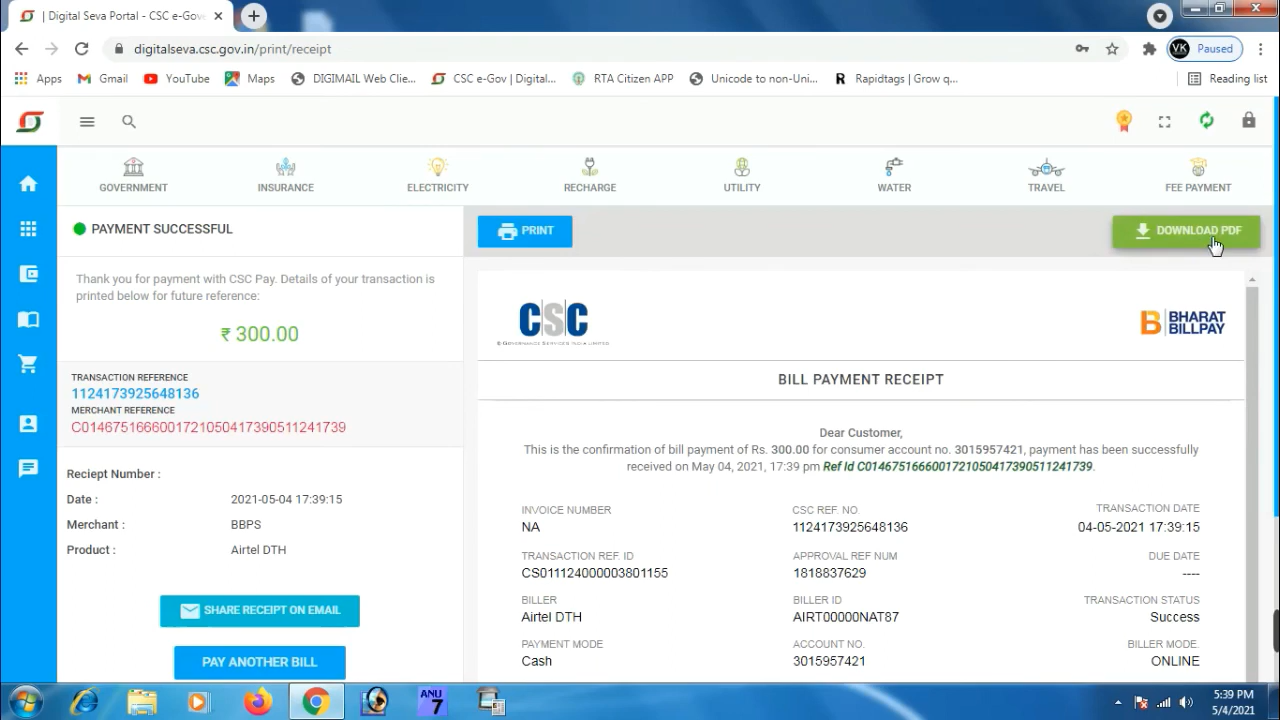 Digital Seva Portal - CSC e-Gov
digitalseva.csc.gov.in/print/receipt
VK Paused
Apps Gmail YouTube Maps DIGIMAIL Web Clie... CSC e-Gov | Digital... RTA Citizen APP Unicode to non-Uni... R Rapidtags | Grow q... Reading list
GOVERNMENT INSURANCE ELECTRICITY RECHARGE UTILITY WATER TRAVEL FEE PAYMENT
PAYMENT SUCCESSFUL
Thank you for payment with CSC Pay. Details of your transaction is
printed below for future reference:
₹ 300.00
TRANSACTION REFERENCE
1124173925648136
MERCHANT REFERENCE
C0146751666001721050417390511241739
Reciept Number :
Date : 2021-05-04 17:39:15
Merchant : BBPS
Product : Airtel DTH
SHARE RECEIPT ON EMAIL
PAY ANOTHER BILL
PRINT DOWNLOAD PDF
CSC BHARAT
BILLPAY
E-GOVERNANCE SERVICES INDIA LIMITED
BILL PAYMENT RECEIPT
Dear Customer,
This is the confirmation of bill payment of Rs. 300.00 for consumer account no. 3015957421, payment has been successfully
received on May 04, 2021, 17:39 pm Ref Id C0146751666001721050417390511241739.
INVOICE NUMBER CSC REF. NO. TRANSACTION DATE
NA 1124173925648136 04-05-2021 17:39:15
TRANSACTION REF. ID APPROVAL REF NUM DUE DATE
CS011124000003801155 1818837629 ----
BILLER BILLER ID TRANSACTION STATUS
Airtel DTH AIRT00000NAT87 Success
PAYMENT MODE ACCOUNT NO. BILLER MODE.
Cash 3015957421 ONLINE
ANU
7
5:39 PM
5/4/2021